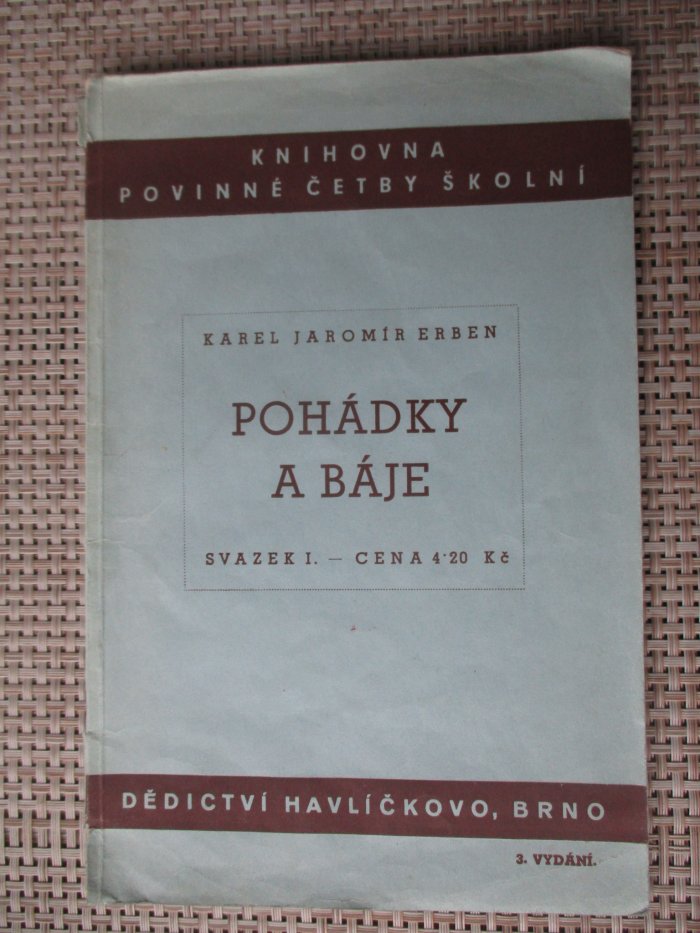 KNIHOVNA
POVINNÉ ČETBY ŠKOLNÍ
KAREL JAROMÍR ERBEN
POHÁDKY
A BÁJE
SVAZEK I. — CENA 4·20 Kč
DĚDICTVÍ HAVLÍČKOVO, BRNO
3. VYDÁNÍ.